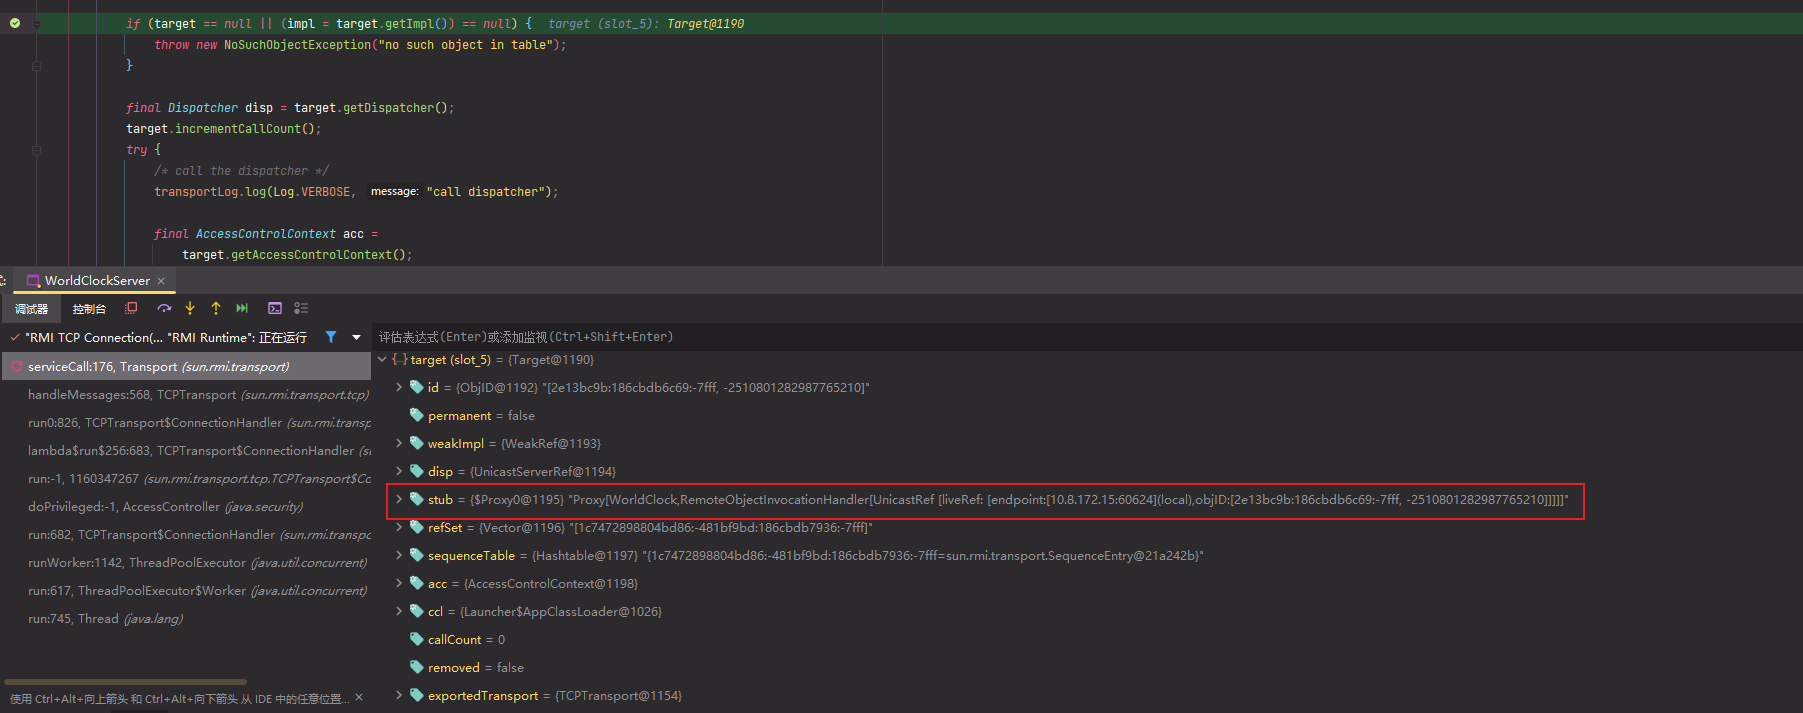 if (target == null || (impl = target.getImpl()) == null) {  target (slot_5): Target@1190
throw new NoSuchObjectException("no such object in table");
}
final Dispatcher disp = target.getDispatcher();
target.incrementCallCount();
try {
/* call the dispatcher */
transportLog.log(Log.VERBOSE, message: "call dispatcher");
final AccessControlContext acc =
target.getAccessControlContext();
WorldClockServer ×
调试器 控制台
"RMI TCP Connection(... "RMI Runtime": 正在运行
评估表达式(Enter)或添加监视(Ctrl+Shift+Enter)
serviceCall:176, Transport (sun.rmi.transport)
handleMessages:568, TCPTransport (sun.rmi.transport.tcp)
run0:826, TCPTransport$ConnectionHandler (sun.rmi.transp
lambda$run$256:683, TCPTransport$ConnectionHandler (s
run:-1, 1160347267 (sun.rmi.transport.tcp.TCPTransport$Co
doPrivileged:-1, AccessController (java.security)
run:682, TCPTransport$ConnectionHandler (sun.rmi.transpo
runWorker:1142, ThreadPoolExecutor (java.util.concurrent)
run:617, ThreadPoolExecutor$Worker (java.util.concurrent)
run:745, Thread (java.lang)
使用 Ctrl+Alt+向上箭头 和 Ctrl+Alt+向下箭头 从 IDE 中的任意位置... ×
target (slot_5) = {Target@1190}
id = {ObjID@1192} "[2e13bc9b:186cbdb6c69:-7fff, -2510801282987765210]"
permanent = false
weakImpl = {WeakRef@1193}
disp = {UnicastServerRef@1194}
stub = {$Proxy0@1195} "Proxy[WorldClock,RemoteObjectInvocationHandler[UnicastRef [liveRef: [endpoint:[10.8.172.15:60624](local),objID:[2e13bc9b:186cbdb6c69:-7fff, -2510801282987765210]]]]]"
refSet = {Vector@1196} "[1c7472898804bd86:-481bf9bd:186cbdb7936:-7fff]"
sequenceTable = {Hashtable@1197} "{1c7472898804bd86:-481bf9bd:186cbdb7936:-7fff=sun.rmi.transport.SequenceEntry@21a242b}"
acc = {AccessControlContext@1198}
ccl = {Launcher$AppClassLoader@1026}
callCount = 0
removed = false
exportedTransport = {TCPTransport@1154}